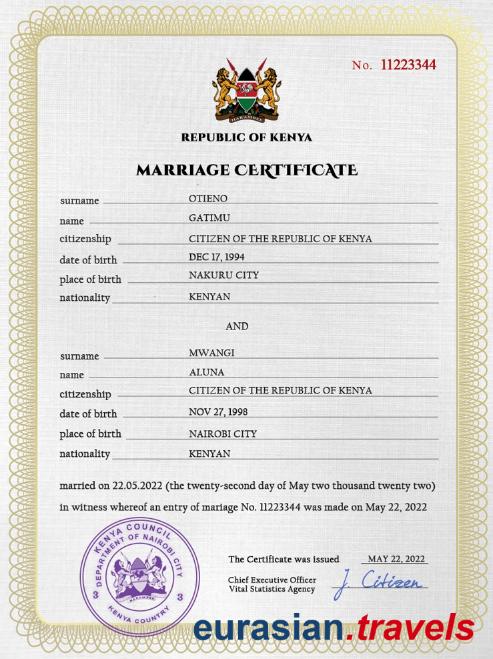 No. 11223344
HARAMBEE
REPUBLIC OF KENYA
MARRIAGE CERTIFICATE
surname OTIENO
name GATIMU
citizenship CITIZEN OF THE REPUBLIC OF KENYA
date of birth DEC 17, 1994
place of birth NAKURU CITY
nationality KENYAN
AND
surname MWANGI
name ALUNA
citizenship CITIZEN OF THE REPUBLIC OF KENYA
date of birth NOV 27, 1998
place of birth NAIROBI CITY
nationality KENYAN
married on 22.05.2022 (the twenty-second day of May two thousand twenty two)
in witness whereof an entry of mariage No. 11223344 was made on May 22, 2022
KENYA COUNCIL
DEPARTMENT OF NAIROBI CITY
3 3
HARAMBEE
KENYA COUNTRY
The Certificate was Issued MAY 22, 2022
Chief Executive Officer
Vital Statistics Agency
J. Citizen
eurasian.travels